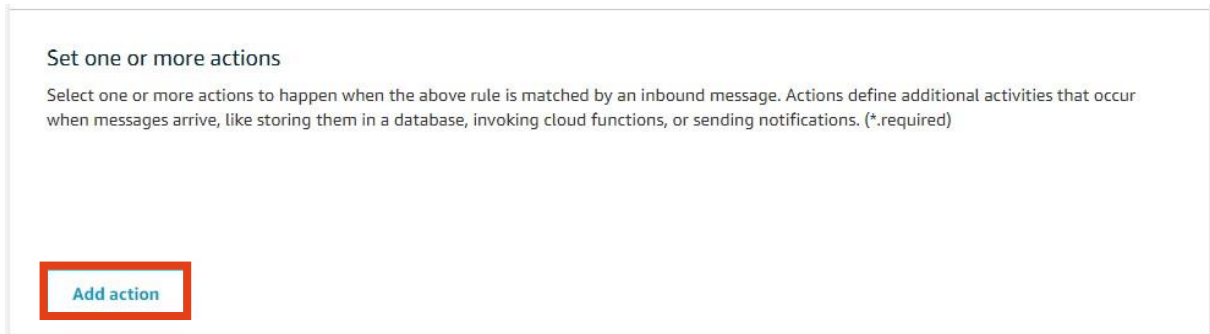 Set one or more actions
Select one or more actions to happen when the above rule is matched by an inbound message. Actions define additional activities that occur
when messages arrive, like storing them in a database, invoking cloud functions, or sending notifications. (*.required)
Add action